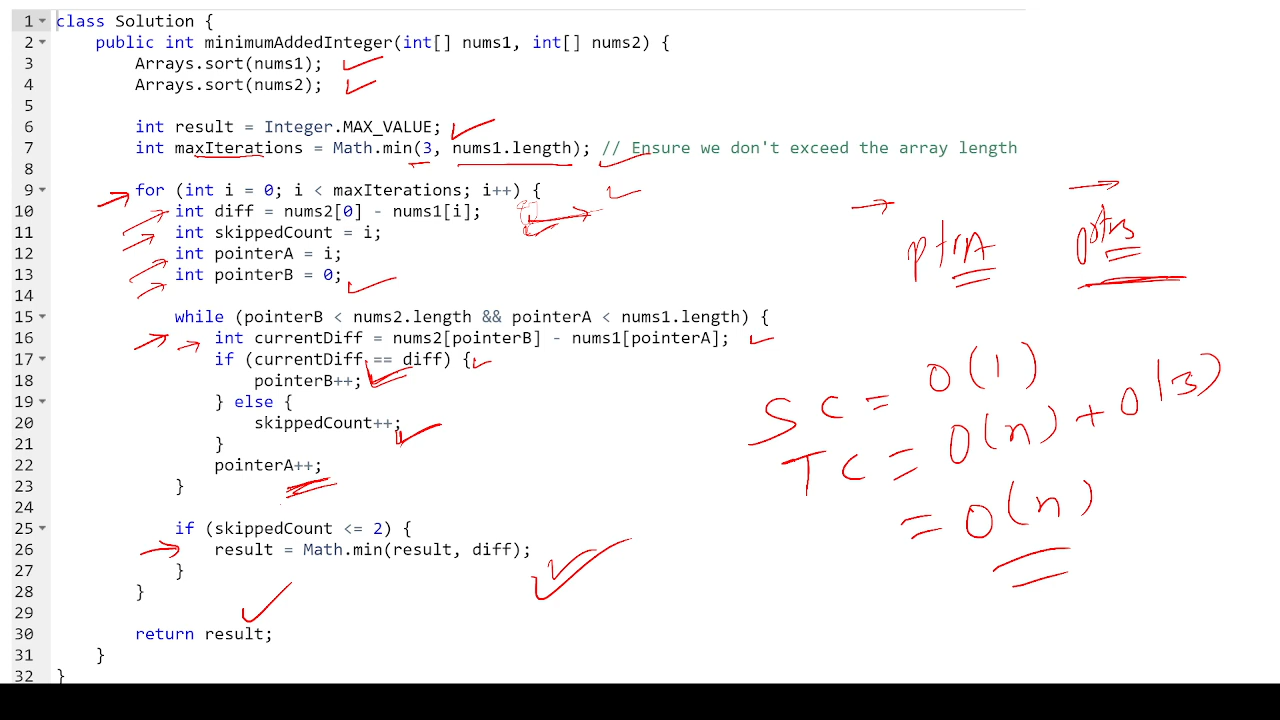 1 class Solution {
2 public int minimumAddedInteger(int[] nums1, int[] nums2) {
3 Arrays.sort(nums1);
4 Arrays.sort(nums2);
5
6 int result = Integer.MAX_VALUE;
7 int maxIterations = Math.min(3, nums1.length); // Ensure we don't exceed the array length
8
9 for (int i = 0; i < maxIterations; i++) {
10 int diff = nums2[0] - nums1[i];
11 int skippedCount = i;
12 int pointerA = i;
13 int pointerB = 0;
14
15 while (pointerB < nums2.length && pointerA < nums1.length) {
16 int currentDiff = nums2[pointerB] - nums1[pointerA];
17 if (currentDiff == diff) {
18 pointerB++;
19 } else {
20 skippedCount++;
21 }
22 pointerA++;
23 }
24
25 if (skippedCount <= 2) {
26 result = Math.min(result, diff);
27 }
28 }
29
30 return result;
31 }
32 }
ptrA ptrB
SC = O(1)
TC = O(n) + O(3)
= O(n)